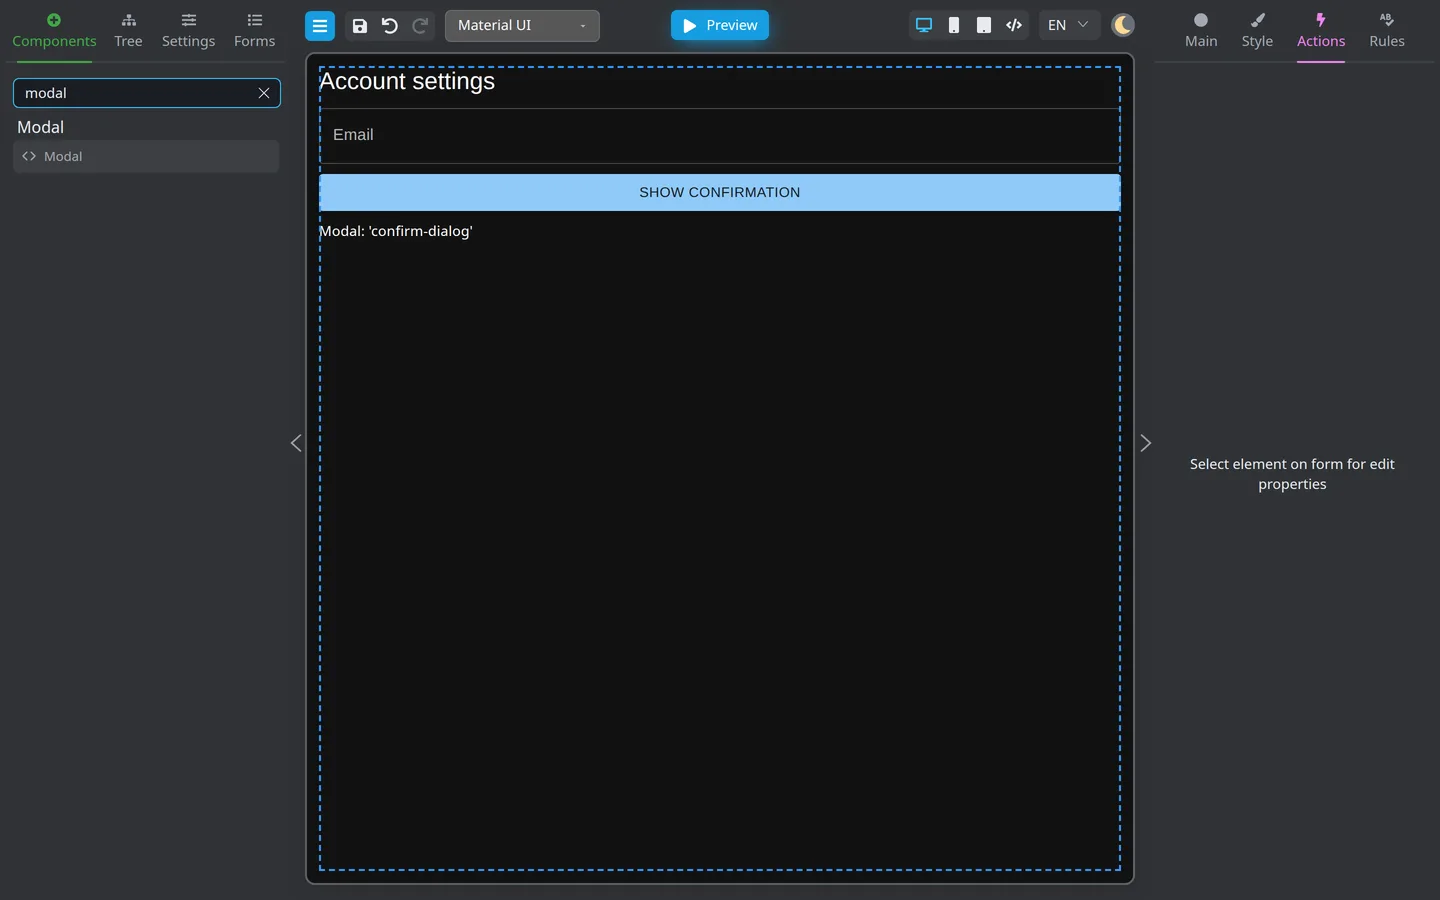 Components
Tree
Settings
Forms
Material UI
Preview
EN
Main
Style
Actions
AB
Rules
modal
Modal
Modal
Account settings
Email
SHOW CONFIRMATION
Modal: 'confirm-dialog'
Select element on form for edit
properties